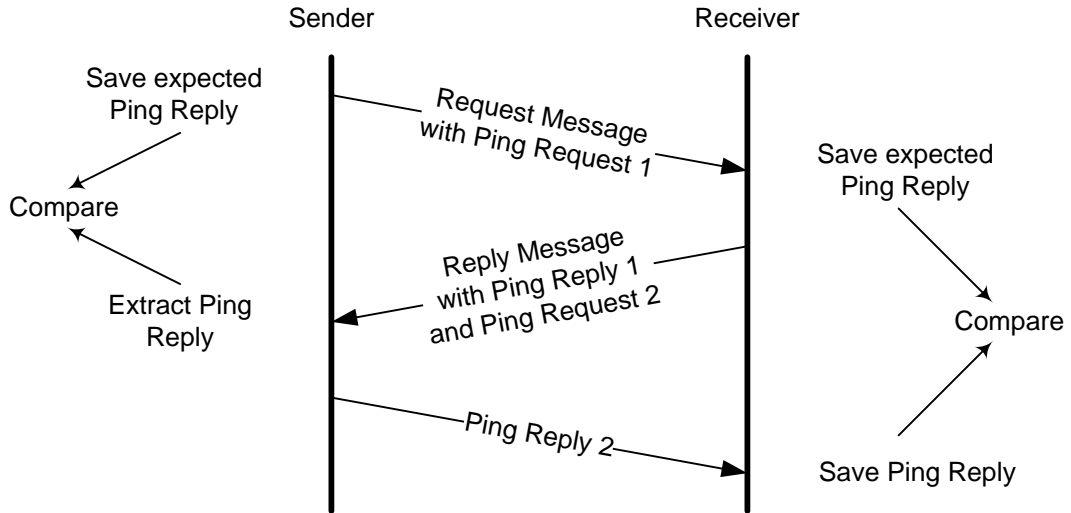 Sender
Receiver
Save expected
Ping Reply
Compare
Extract Ping
Reply
Request Message
with Ping Request 1
Reply Message
with Ping Reply 1
and Ping Request 2
Ping Reply 2
Save expected
Ping Reply
Compare
Save Ping Reply